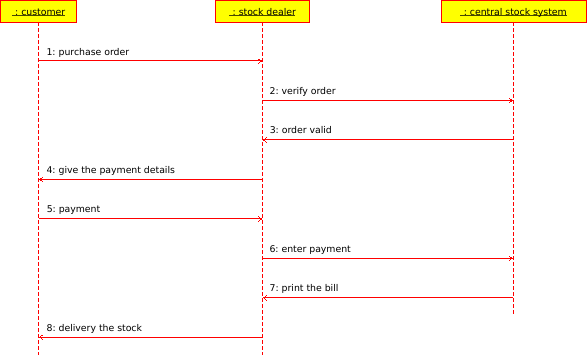 : customer
: stock dealer
: central stock system
1: purchase order
2: verify order
3: order valid
4: give the payment details
5: payment
6: enter payment
7: print the bill
8: delivery the stock